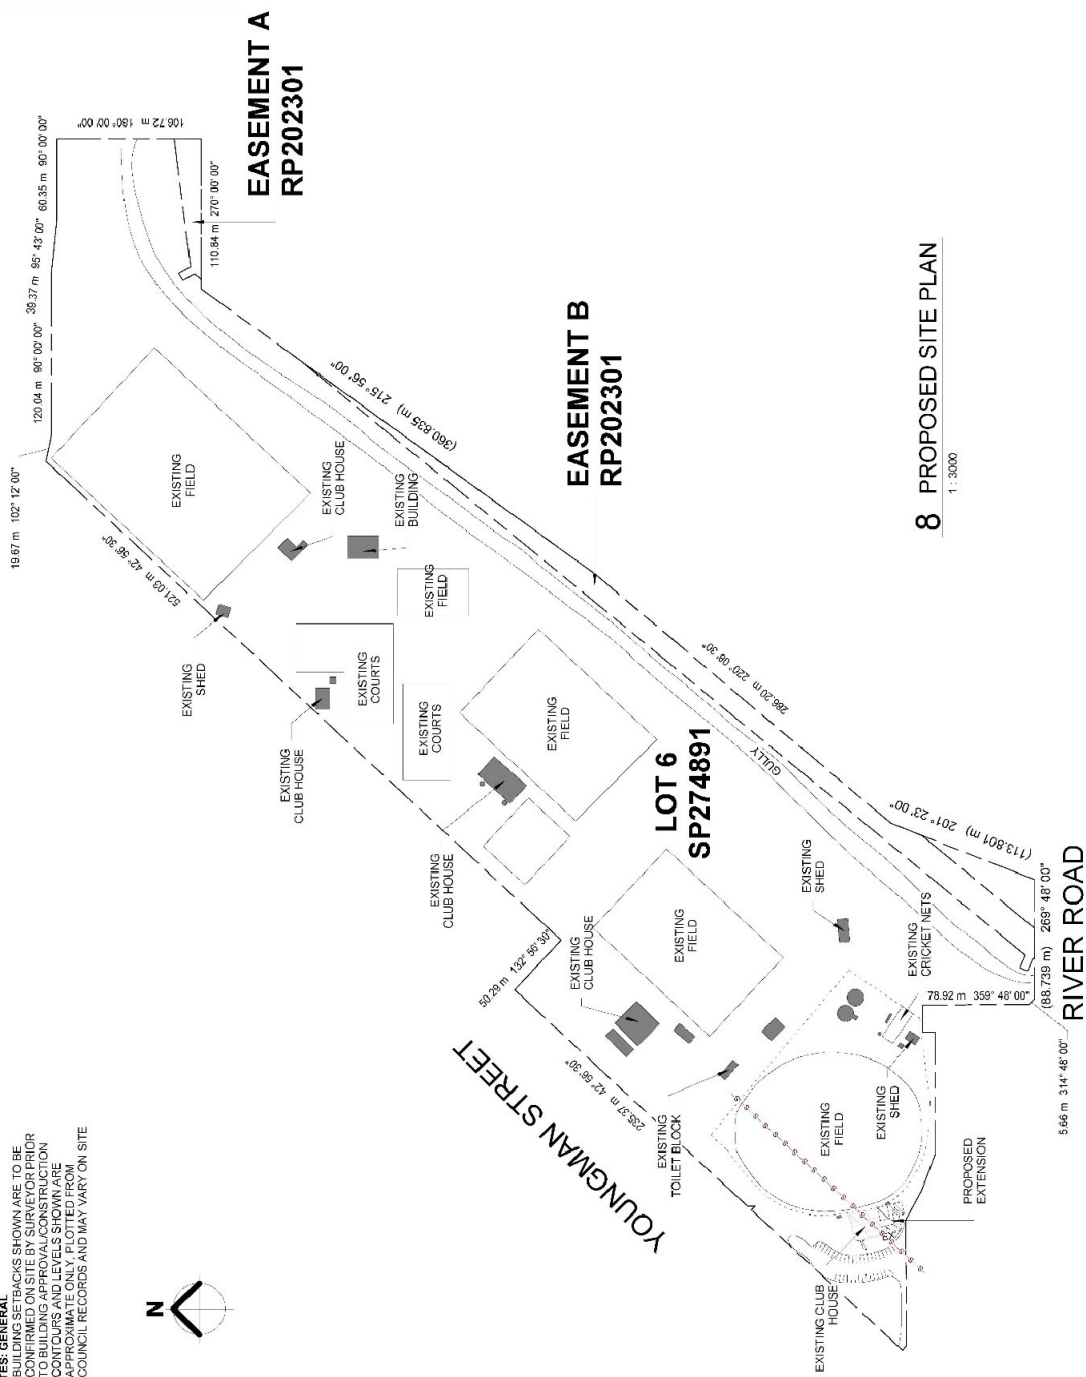 TES: GENERAL
BUILDING SETBACKS SHOWN ARE TO BE
CONFIRMED ON SITE BY SURVEYOR PRIOR
TO BUILDING APPROVAL/CONSTRUCTION
CONTOURS AND LEVELS SHOWN ARE
APPROXIMATE ONLY, PLOTTED FROM
COUNCIL RECORDS AND MAY VARY ON SITE
N
19.67 m 102° 12' 00"
120.04 m 90° 00' 00"
39.37 m 95° 43' 00"
60.35 m 90° 00' 00"
106.72 m 180° 00' 00"
110.84 m 270° 00' 00"
EASEMENT A
RP202301
EXISTING
FIELD
521.03 m 42° 56' 30"
EXISTING
SHED
EXISTING
CLUB HOUSE
EXISTING
BUILDING
EXISTING
FIELD
(360.835 m) 215° 56' 00"
EASEMENT B
RP202301
EXISTING
CLUB HOUSE
EXISTING
COURTS
EXISTING
COURTS
EXISTING
FIELD
EXISTING
CLUB HOUSE
LOT 6
SP274891
286.20 m 220° 08' 30"
GULLY
50.29 m 132° 56' 30"
EXISTING
CLUB HOUSE
EXISTING
FIELD
EXISTING
SHED
(113.801 m) 201° 23' 00"
YOUNGMAN STREET
235.37 m 42° 56' 30"
EXISTING
TOILET BLOCK
EXISTING
CRICKET NETS
78.92 m 359° 48' 00"
(88.739 m) 269° 48' 00"
RIVER ROAD
EXISTING
FIELD
EXISTING
SHED
5.66 m 314° 48' 00"
EXISTING CLUB
HOUSE
PROPOSED
EXTENSION
8 PROPOSED SITE PLAN
1 : 3000